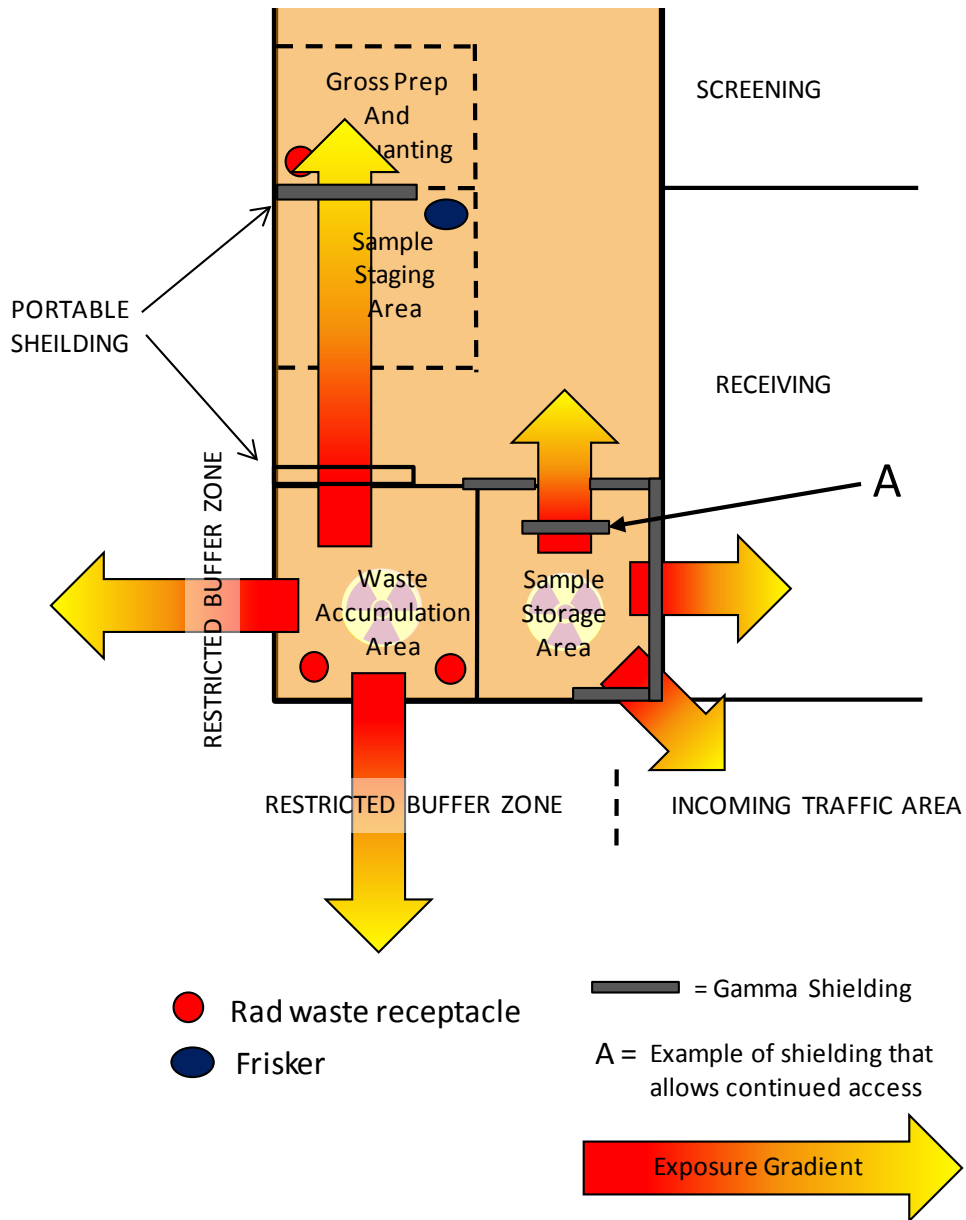 Gross Prep
And
uanting
SCREENING
Sample
Staging
Area
PORTABLE
SHEILDING
RECEIVING
A
RESTRICTED BUFFER ZONE
Waste
Accumulation
Area
Sample
Storage
Area
RESTRICTED BUFFER ZONE
INCOMING TRAFFIC AREA
Rad waste receptacle
Frisker
= Gamma Shielding
A = Example of shielding that
allows continued access
Exposure Gradient